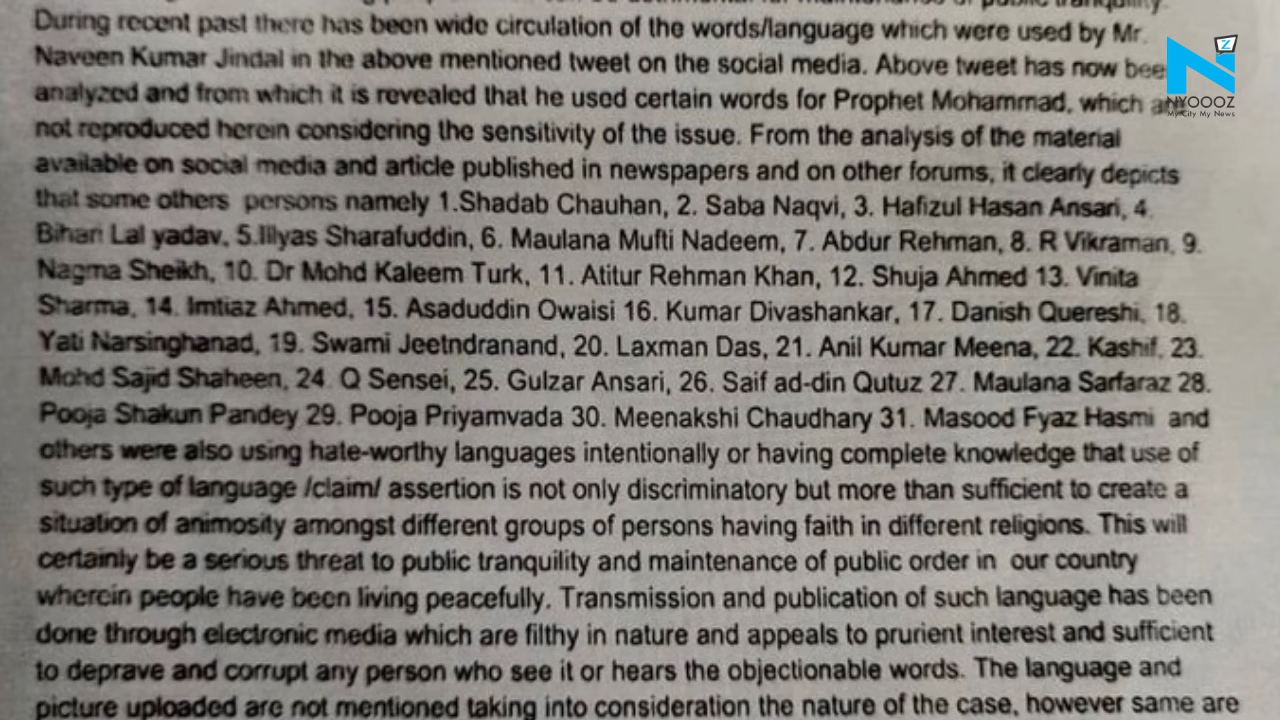 public tranquility.
During recent past there has been wide circulation of the words/language which were used by Mr.
Naveen Kumar Jindal in the above mentioned tweet on the social media. Above tweet has now bee
analyzed and from which it is revealed that he used certain words for Prophet Mohammad, which a
not reproduced herein considering the sensitivity of the issue. From the analysis of the material
available on social media and article published in newspapers and on other forums, it clearly depicts
that some others persons namely 1.Shadab Chauhan, 2. Saba Naqvi, 3. Hafizul Hasan Ansari, 4.
Bihari Lal yadav, 5.Illyas Sharafuddin, 6. Maulana Mufti Nadeem, 7. Abdur Rehman, 8. R Vikraman, 9.
Nagma Sheikh, 10. Dr Mohd Kaleem Turk, 11. Atitur Rehman Khan, 12. Shuja Ahmed 13. Vinita
Sharma, 14. Imtiaz Ahmed, 15. Asaduddin Owaisi 16. Kumar Divashankar, 17. Danish Quereshi, 18.
Yati Narsinghanad, 19. Swami Jeetndranand, 20. Laxman Das, 21. Anil Kumar Meena, 22. Kashif, 23.
Mohd Sajid Shaheen, 24. Q Sensei, 25. Gulzar Ansari, 26. Saif ad-din Qutuz 27. Maulana Sarfaraz 28.
Pooja Shakun Pandey 29. Pooja Priyamvada 30. Meenakshi Chaudhary 31. Masood Fyaz Hasmi and
others were also using hate-worthy languages intentionally or having complete knowledge that use of
such type of language /claim/ assertion is not only discriminatory but more than sufficient to create a
situation of animosity amongst different groups of persons having faith in different religions. This will
certainly be a serious threat to public tranquility and maintenance of public order in our country
wherein people have been living peacefully. Transmission and publication of such language has been
done through electronic media which are filthy in nature and appeals to prurient interest and sufficient
to deprave and corrupt any person who see it or hears the objectionable words. The language and
picture uploaded are not mentioned taking into consideration the nature of the case, however same are
Z
NYOOOZ
My City My News